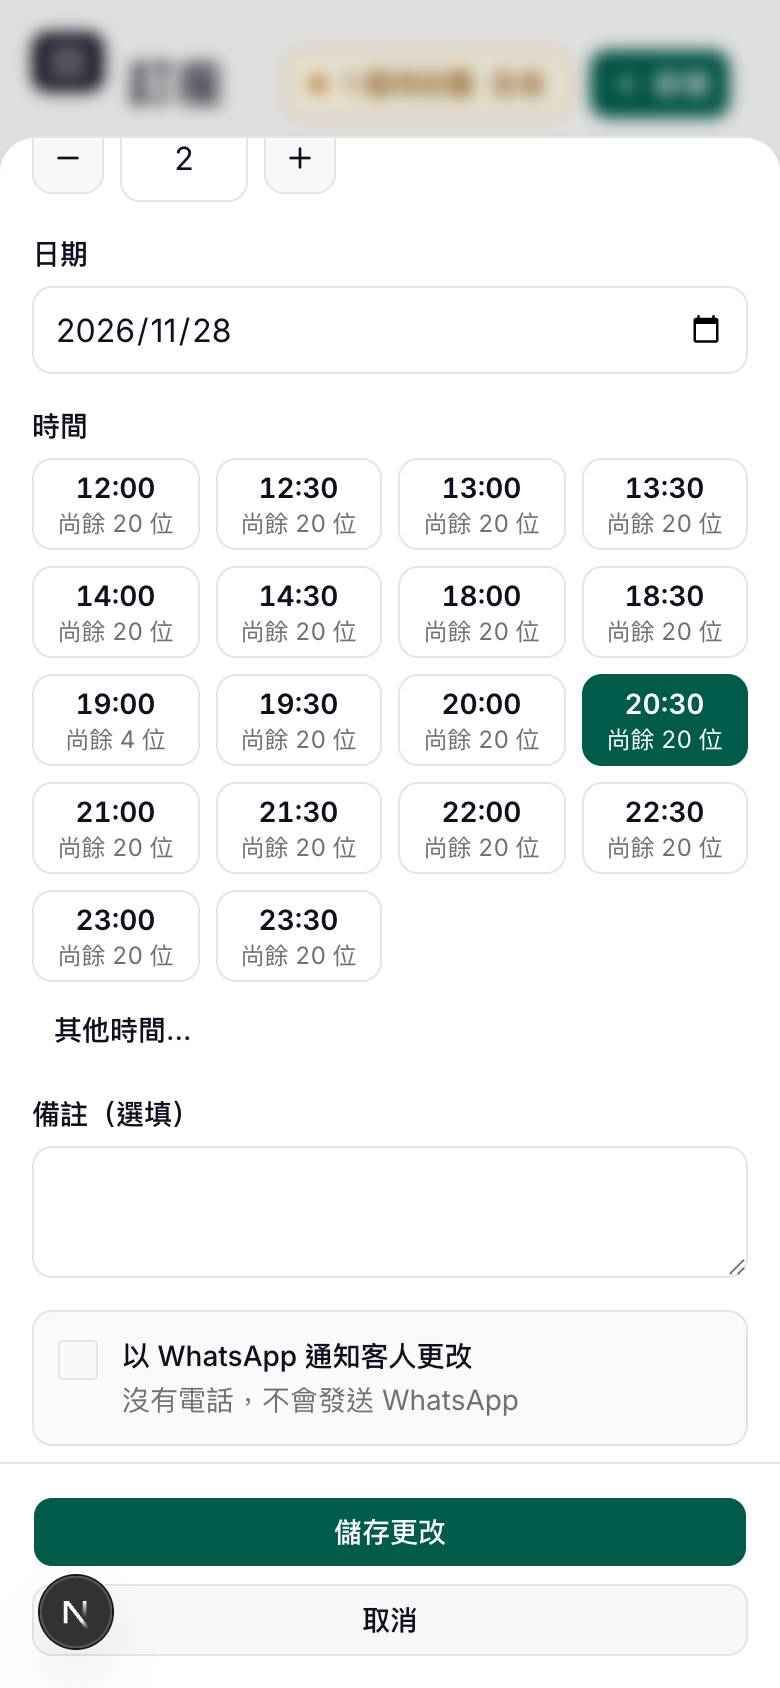 − 2 +
日期
2026/11/28
時間
12:00 12:30 13:00 13:30
尚餘 20 位 尚餘 20 位 尚餘 20 位 尚餘 20 位
14:00 14:30 18:00 18:30
尚餘 20 位 尚餘 20 位 尚餘 20 位 尚餘 20 位
19:00 19:30 20:00 20:30
尚餘 4 位 尚餘 20 位 尚餘 20 位 尚餘 20 位
21:00 21:30 22:00 22:30
尚餘 20 位 尚餘 20 位 尚餘 20 位 尚餘 20 位
23:00 23:30
尚餘 20 位 尚餘 20 位
其他時間...
備註（選填）
以 WhatsApp 通知客人更改
沒有電話，不會發送 WhatsApp
儲存更改
N
取消